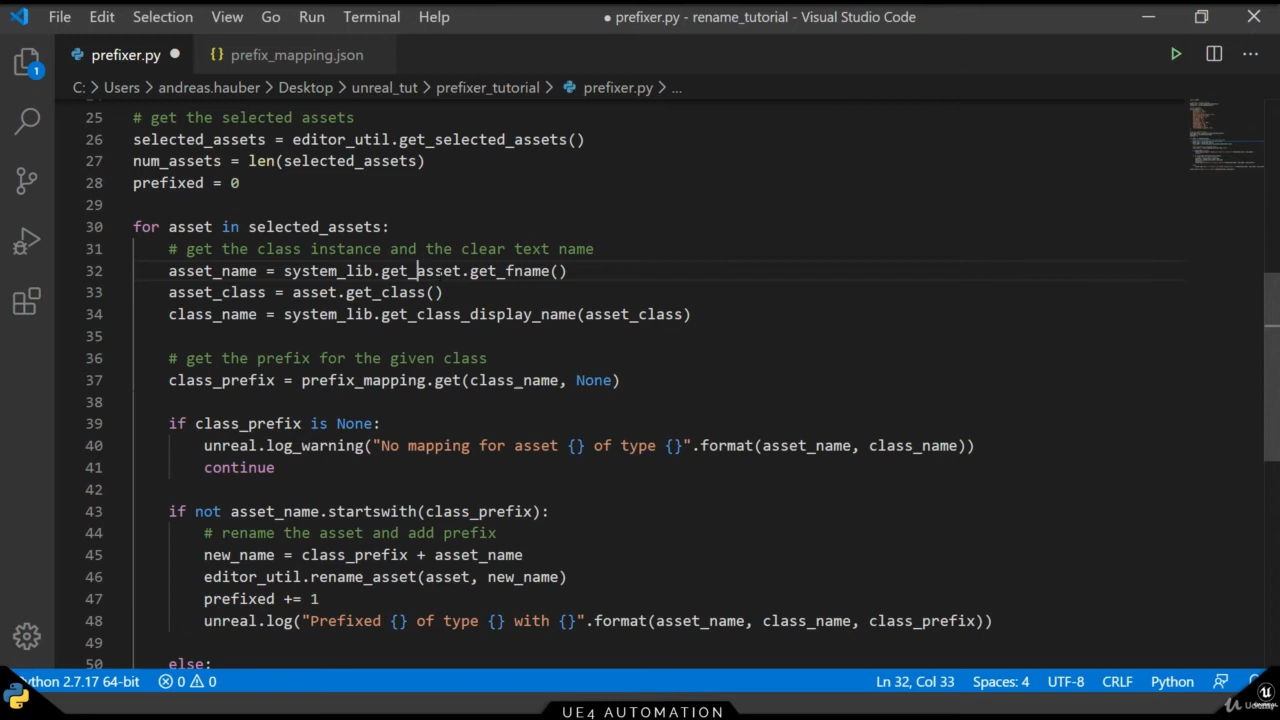 File Edit Selection View Go Run Terminal Help ● prefixer.py - rename_tutorial - Visual Studio Code
prefixer.py ● {} prefix_mapping.json
1
C: > Users > andreas.hauber > Desktop > unreal_tut > prefixer_tutorial > prefixer.py > ...
25 # get the selected assets
26 selected_assets = editor_util.get_selected_assets()
27 num_assets = len(selected_assets)
28 prefixed = 0
29
30 for asset in selected_assets:
31 # get the class instance and the clear text name
32 asset_name = system_lib.get_asset.get_fname()
33 asset_class = asset.get_class()
34 class_name = system_lib.get_class_display_name(asset_class)
35
36 # get the prefix for the given class
37 class_prefix = prefix_mapping.get(class_name, None)
38
39 if class_prefix is None:
40 unreal.log_warning("No mapping for asset {} of type {}".format(asset_name, class_name))
41 continue
42
43 if not asset_name.startswith(class_prefix):
44 # rename the asset and add prefix
45 new_name = class_prefix + asset_name
46 editor_util.rename_asset(asset, new_name)
47 prefixed += 1
48 unreal.log("Prefixed {} of type {} with {}".format(asset_name, class_name, class_prefix))
49
50 else:
ython 2.7.17 64-bit 0 0 Ln 32, Col 33 Spaces: 4 UTF-8 CRLF Python
UE4 AUTOMATION